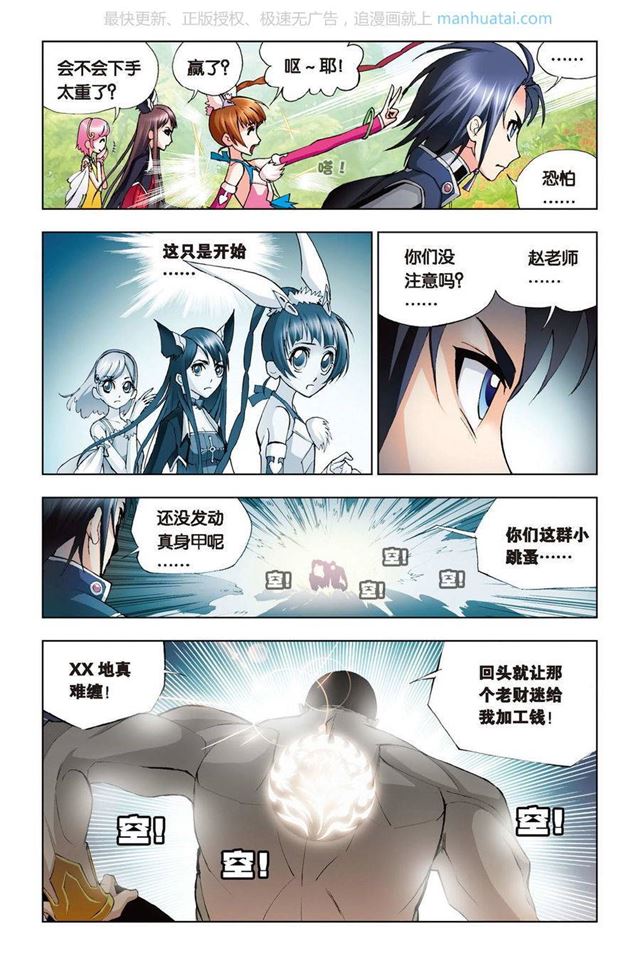 最快更新、正版授权、极速无广告，追漫画就上 manhuatai.com
会不会下手
太重了？
赢了？
呕～耶！
……
嗒！
恐怕
……
这只是开始
……
你们没
注意吗？
……
赵老师
……
还没发动
真身甲呢
……
空！
空！
空！
空！
你们这群小
跳蚤……
XX 地真
难缠！
回头就让那
个老财迷给
我加工钱！
空！
空！
空！